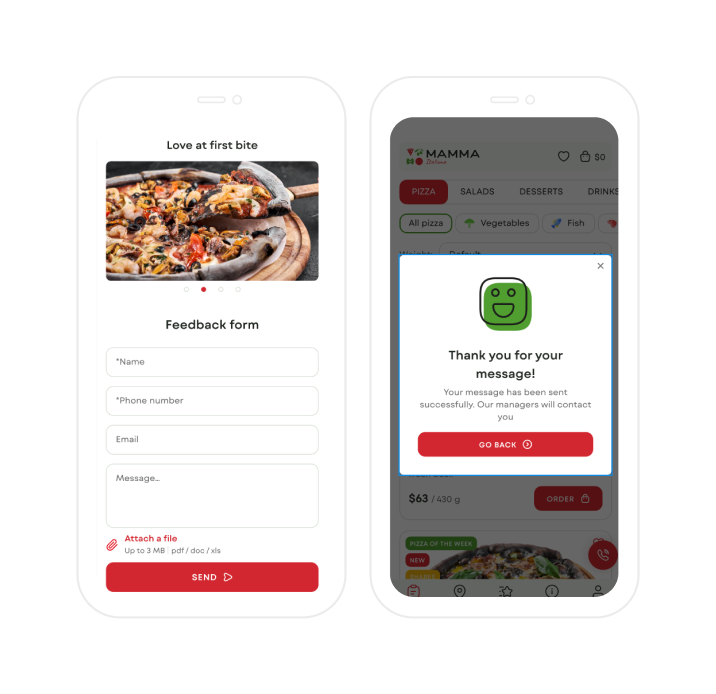 Love at first bite
Feedback form
*Name
*Phone number
Email
Message...
Attach a file
Up to 3 MB | pdf / doc / xls
SEND
MAMMA
$0
PIZZA
SALADS
DESSERTS
DRINKS
All pizza
Vegetables
Fish
Default
Thank you for your
message!
Your message has been sent
successfully. Our managers will contact
you
GO BACK
$63 / 430 g
ORDER
PIZZA OF THE WEEK
NEW